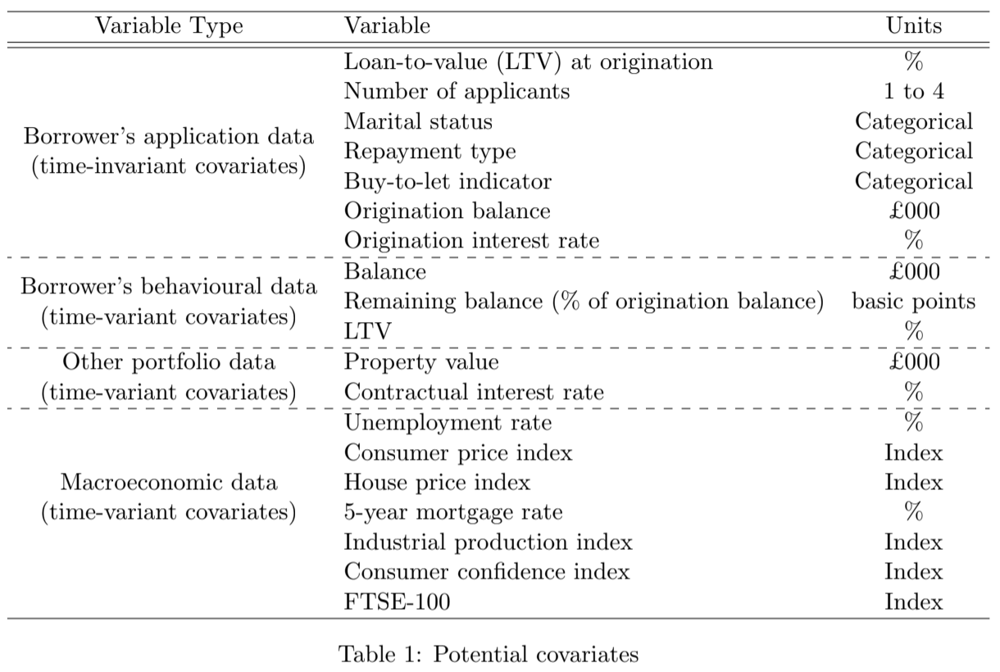 Variable Type Variable Units
Loan-to-value (LTV) at origination %
Number of applicants 1 to 4
Marital status Categorical
Borrower's application data
Repayment type Categorical
(time-invariant covariates)
Buy-to-let indicator Categorical
Origination balance £000
Origination interest rate %
Balance £000
Borrower's behavioural data
Remaining balance (% of origination balance) basic points
(time-variant covariates)
LTV %
Other portfolio data Property value £000
(time-variant covariates) Contractual interest rate %
Unemployment rate %
Consumer price index Index
Macroeconomic data House price index Index
(time-variant covariates) 5-year mortgage rate %
Industrial production index Index
Consumer confidence index Index
FTSE-100 Index
Table 1: Potential covariates